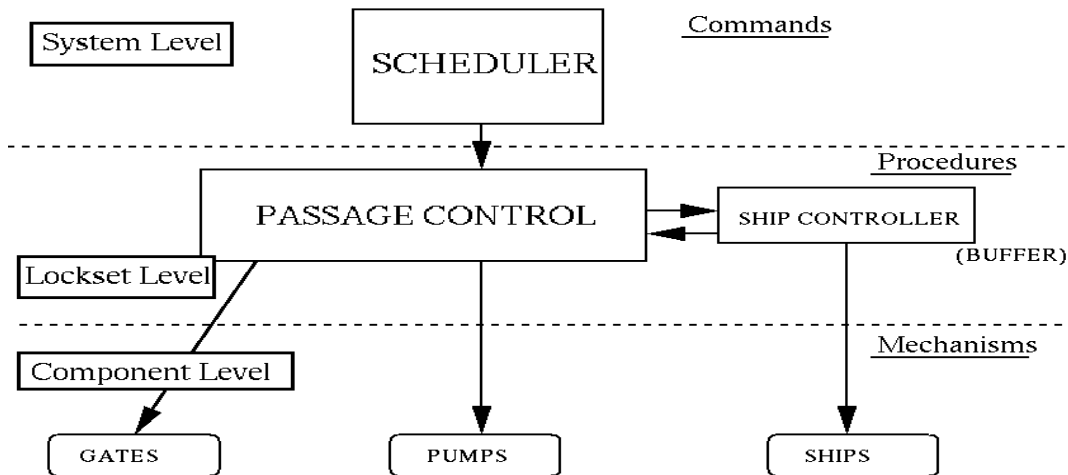 System Level
SCHEDULER
Commands
Procedures
PASSAGE CONTROL
SHIP CONTROLLER
(BUFFER)
Lockset Level
Mechanisms
Component Level
GATES
PUMPS
SHIPS